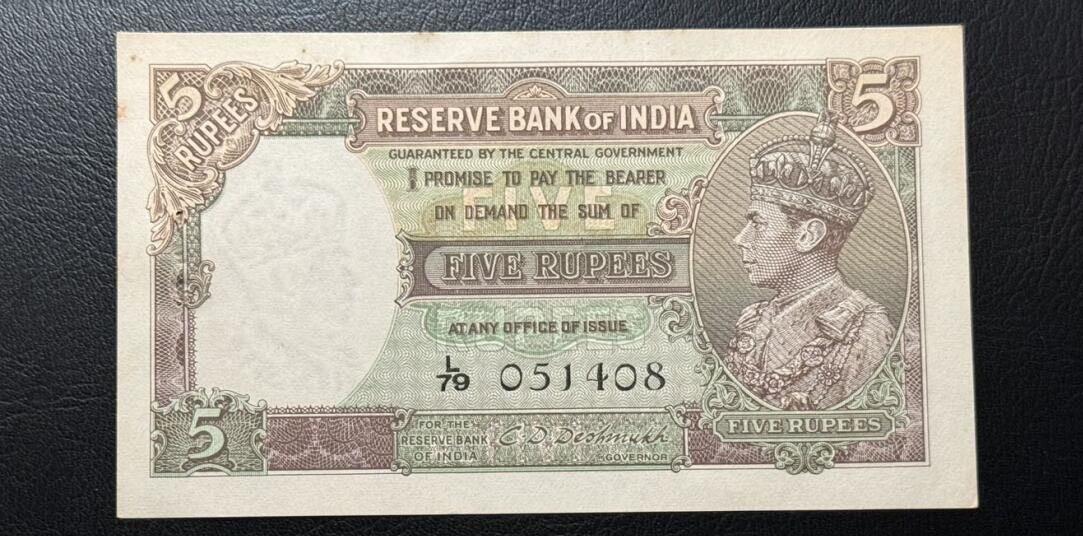 5
RUPEES
5
RESERVE BANK OF INDIA
GUARANTEED BY THE CENTRAL GOVERNMENT
I PROMISE TO PAY THE BEARER
FIVE
ON DEMAND THE SUM OF
FIVE RUPEES
AT ANY OFFICE OF ISSUE
L/79 051408
5
FOR THE
RESERVE BANK
OF INDIA
C. D. Deshmukh
GOVERNOR
FIVE RUPEES